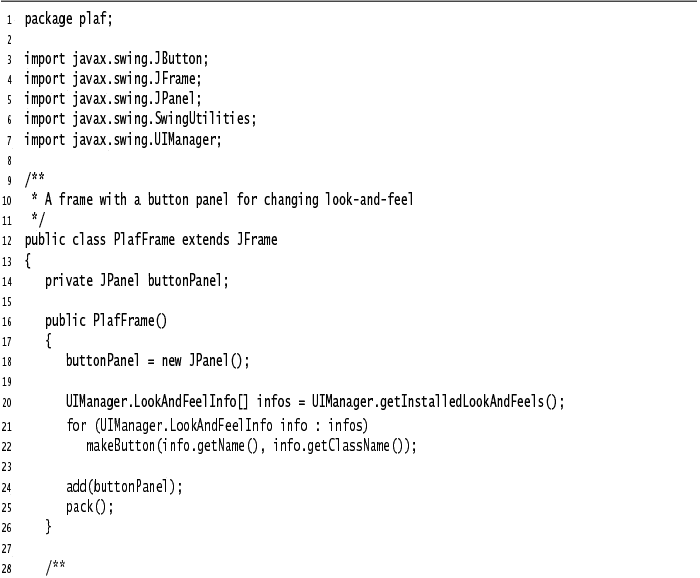 1 package plaf;
2
3 import javax.swing.JButton;
4 import javax.swing.JFrame;
5 import javax.swing.JPanel;
6 import javax.swing.SwingUtilities;
7 import javax.swing.UIManager;
8
9 /**
10  * A frame with a button panel for changing look-and-feel
11  */
12 public class PlafFrame extends JFrame
13 {
14    private JPanel buttonPanel;
15
16    public PlafFrame()
17    {
18       buttonPanel = new JPanel();
19
20       UIManager.LookAndFeelInfo[] infos = UIManager.getInstalledLookAndFeels();
21       for (UIManager.LookAndFeelInfo info : infos)
22          makeButton(info.getName(), info.getClassName());
23
24       add(buttonPanel);
25       pack();
26    }
27
28    /**